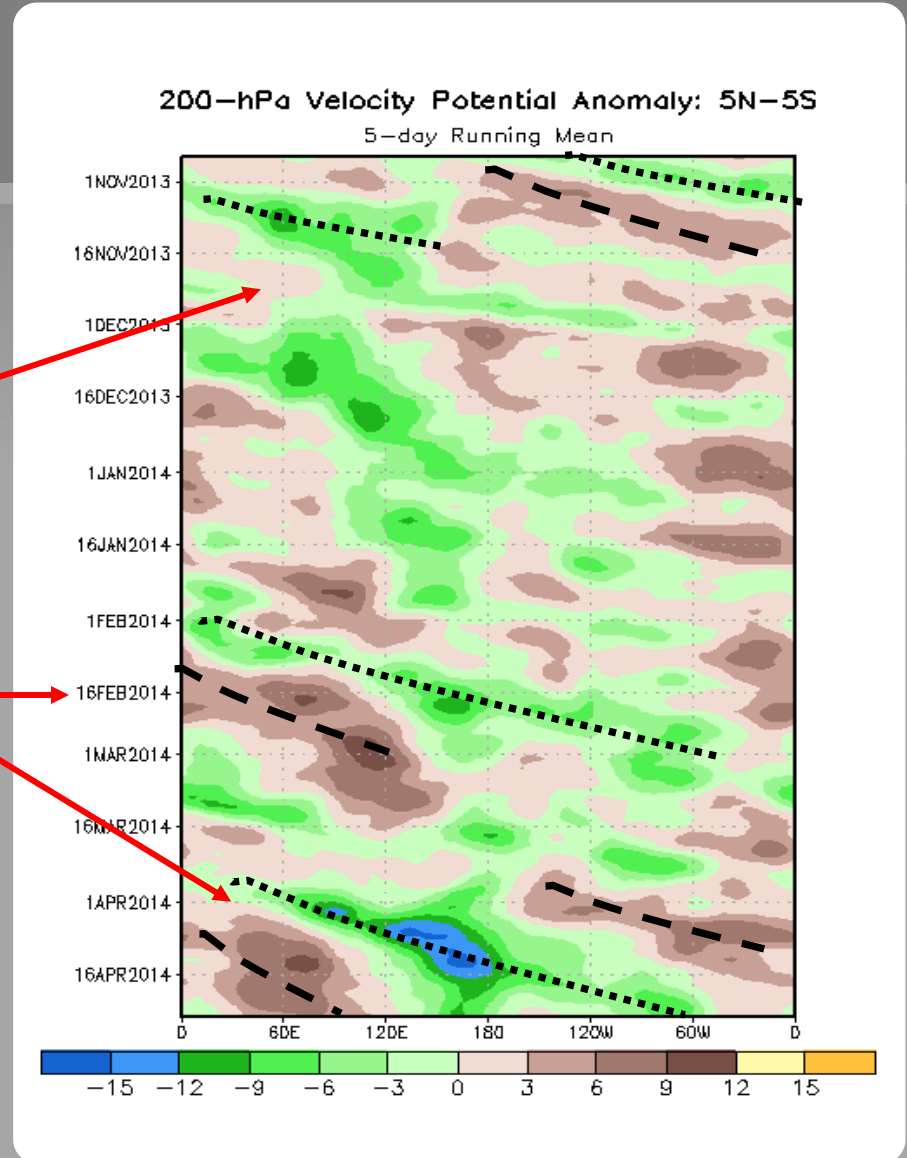 200-hPa Velocity Potential Anomaly: 5N-5S
5-day Running Mean
1NOV2013
16NOV2013
1DEC2013
16DEC2013
1JAN2014
16JAN2014
1FEB2014
16FEB2014
1MAR2014
16MAR2014
1APR2014
16APR2014
0 60E 120E 180 120W 60W 0
-15 -12 -9 -6 -3 0 3 6 9 12 15